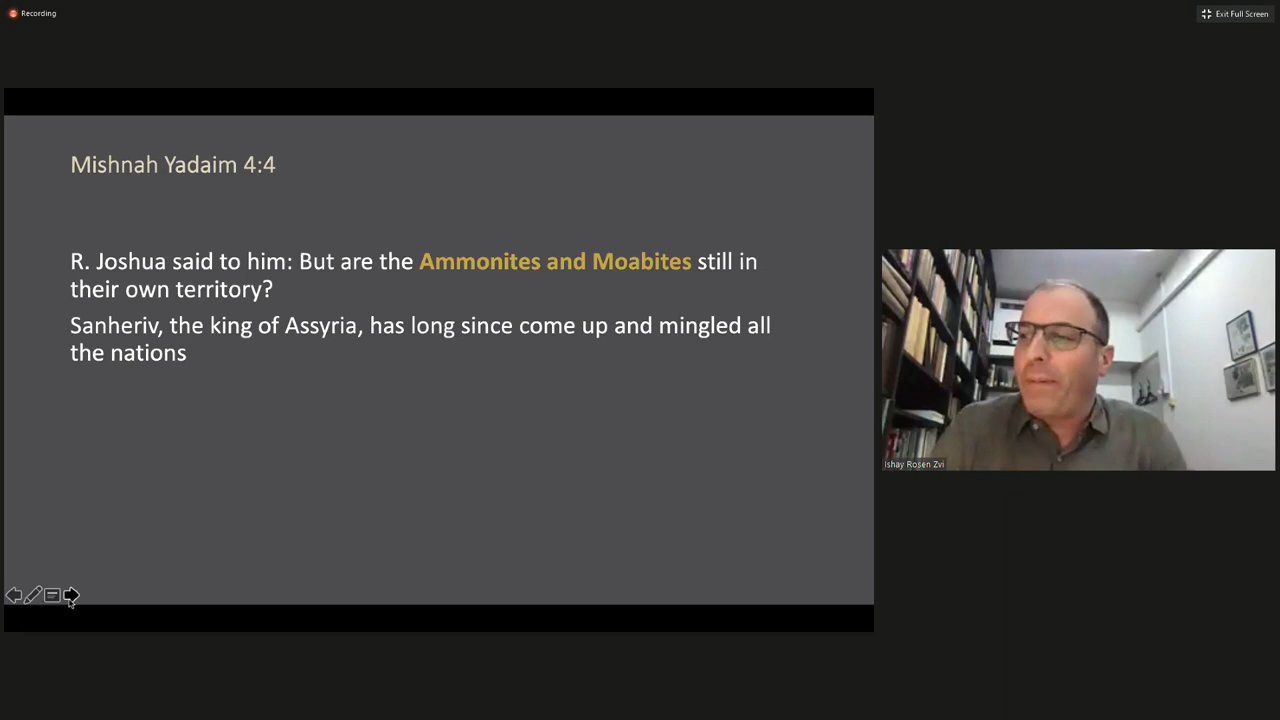 Recording
Exit Full Screen
Mishnah Yadaim 4:4
R. Joshua said to him: But are the Ammonites and Moabites still in
their own territory?
Sanheriv, the king of Assyria, has long since come up and mingled all
the nations
Ishay Rosen Zvi